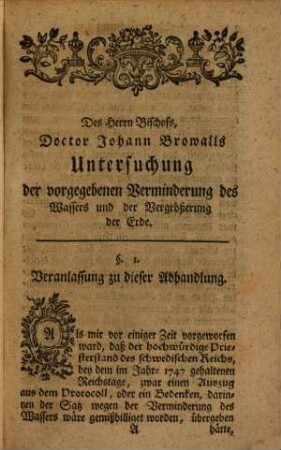 Des Herrn Bischofs,
Doctor Johann Browalls
Untersuchung
der vorgegebenen Verminderung des
Wassers und der Vergrößerung
der Erde.
§. 1.
Veranlassung zu dieser Abhandlung.
Als mir vor einiger Zeit vorgeworfen
ward, daß der hochwürdige Prie-
sterstand des schwedischen Reichs,
bey dem im Jahr 1747 gehaltenen
Reichstage, zwar einen Auszug
aus dem Protocoll, oder ein Bedenken, darin-
nen der Satz wegen der Verminderung des
Wassers wäre gemißbilliget worden, übergeben
A hätte,